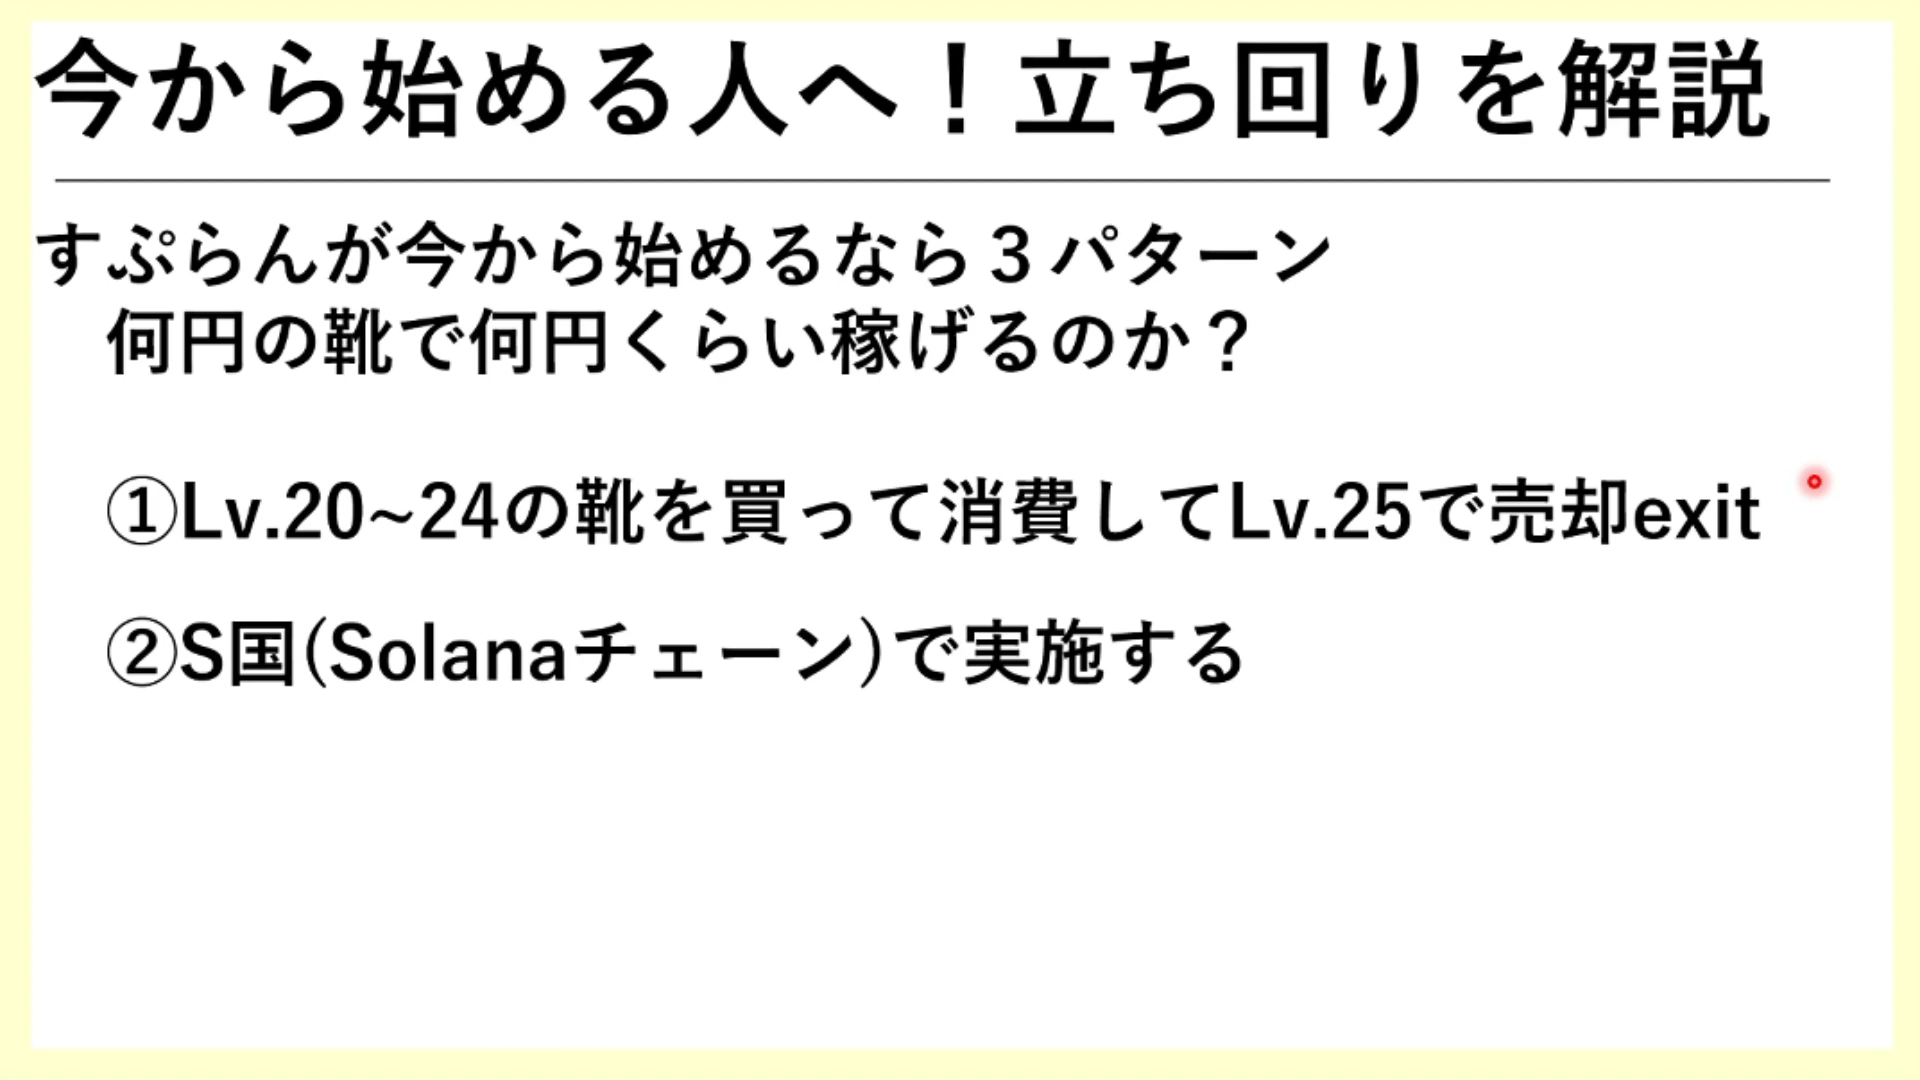 今から始める人へ！立ち回りを解説
すぷらんが今から始めるなら３パターン
何円の靴で何円くらい稼げるのか？
①Lv.20~24の靴を買って消費してLv.25で売却exit
②S国(Solanaチェーン)で実施する